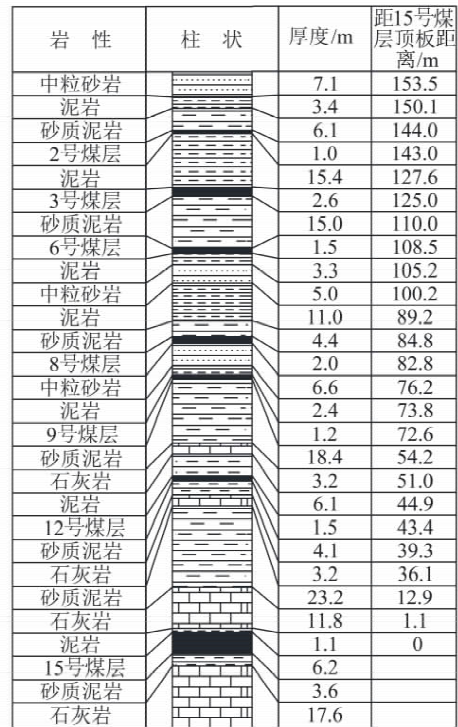 岩 性 柱 状 厚度/m 距15号煤层顶板距离/m
中粒砂岩 7.1 153.5
泥岩 3.4 150.1
砂质泥岩 6.1 144.0
2号煤层 1.0 143.0
泥岩 15.4 127.6
3号煤层 2.6 125.0
砂质泥岩 15.0 110.0
6号煤层 1.5 108.5
泥岩 3.3 105.2
中粒砂岩 5.0 100.2
泥岩 11.0 89.2
砂质泥岩 4.4 84.8
8号煤层 2.0 82.8
中粒砂岩 6.6 76.2
泥岩 2.4 73.8
9号煤层 1.2 72.6
砂质泥岩 18.4 54.2
石灰岩 3.2 51.0
泥岩 6.1 44.9
12号煤层 1.5 43.4
砂质泥岩 4.1 39.3
石灰岩 3.2 36.1
砂质泥岩 23.2 12.9
石灰岩 11.8 1.1
泥岩 1.1 0
15号煤层 6.2
砂质泥岩 3.6
石灰岩 17.6